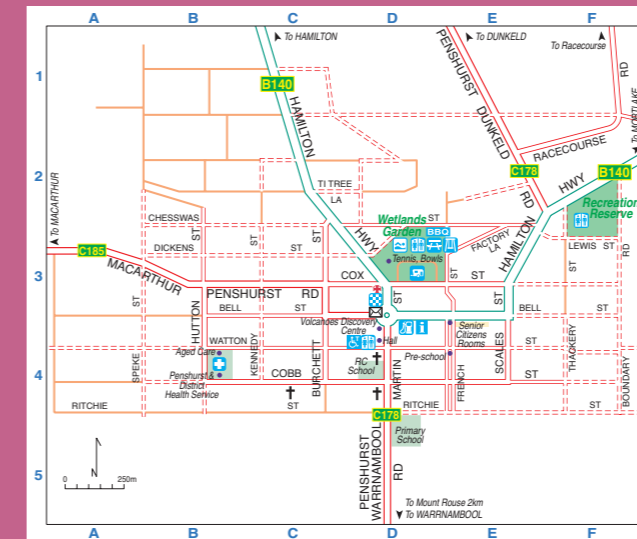 A B C D E F
1
2
3
4
5
To HAMILTON
To DUNKELD
To Racecourse
To MORTLAKE
RD
B140
HAMILTON
HWY
PENSHURST
DUNKELD
RD
RACECOURSE
C178
B140
HWY
HAMILTON
Recreation
Reserve
To MACARTHUR
TI TREE
LA
CHESSWAS
ST
Wetlands
Garden
BBQ
FACTORY
LA
LEWIS ST
DICKENS
ST
ST
ST
ST
C185
MACARTHUR
Tennis, Bowls
COX
ST
ST
ST
RD
PENSHURST RD
BELL
ST
BELL
ST
ST
HUTTON
ST
Volcanoes Discovery
Centre
Hall
i
Senior
Citizens
Rooms
WATTON
ST
Aged Care
Penshurst &
District
Health Service
KENNEDY
BURCHETT
RC
School
Pre-school
SPEKE
COBB
MARTIN
FRENCH
SCALES
ST
THACKERY
BOUNDARY
RITCHIE
ST
C178
RITCHIE
ST
Primary
School
PENSHURST
WARRNAMBOOL
RD
0 250m
To Mount Rouse 2km
To WARRNAMBOOL
A B C D E F